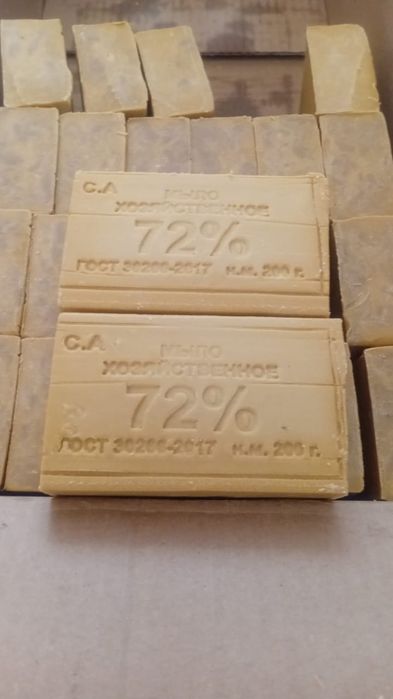 С.А
МЫЛО
ХОЗЯЙСТВЕННОЕ
72%
ГОСТ 30266-2017 н.м. 200 г.
С.А
МЫЛО
ХОЗЯЙСТВЕННОЕ
72%
ГОСТ 30266-2017 н.м. 200 г.